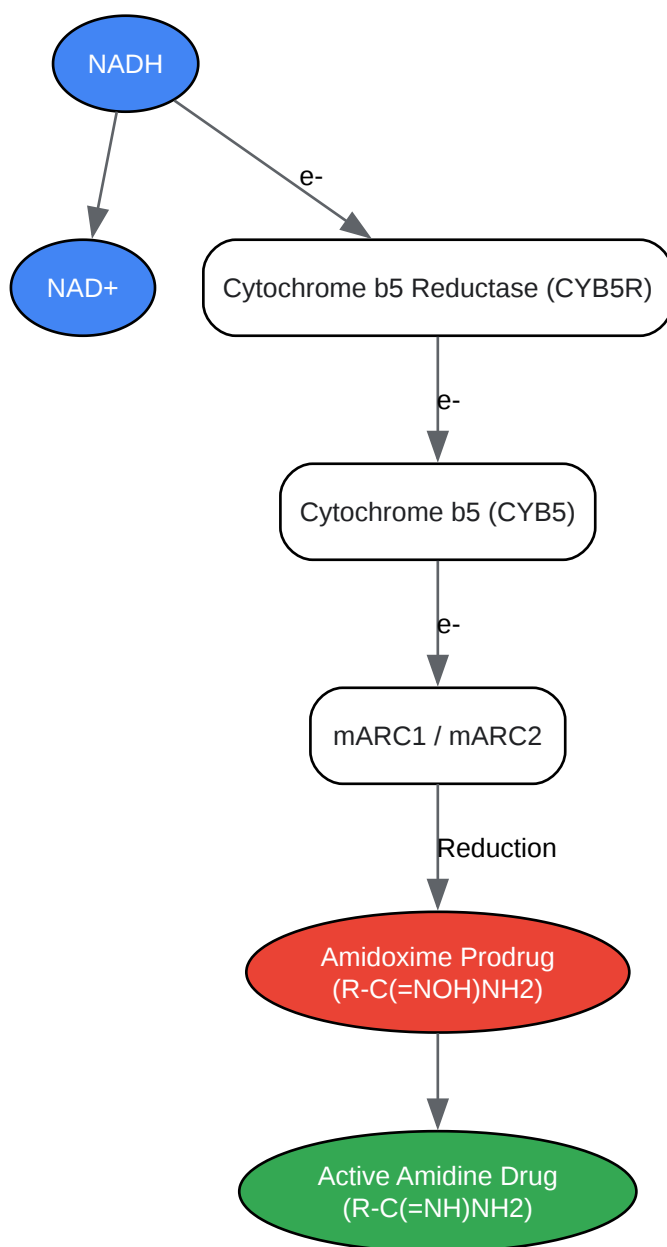 NADH
e-
NAD+
Cytochrome b5 Reductase (CYB5R)
e-
Cytochrome b5 (CYB5)
e-
mARC1 / mARC2
Reduction
Amidoxime Prodrug
(R-C(=NOH)NH2)
Active Amidine Drug
(R-C(=NH)NH2)